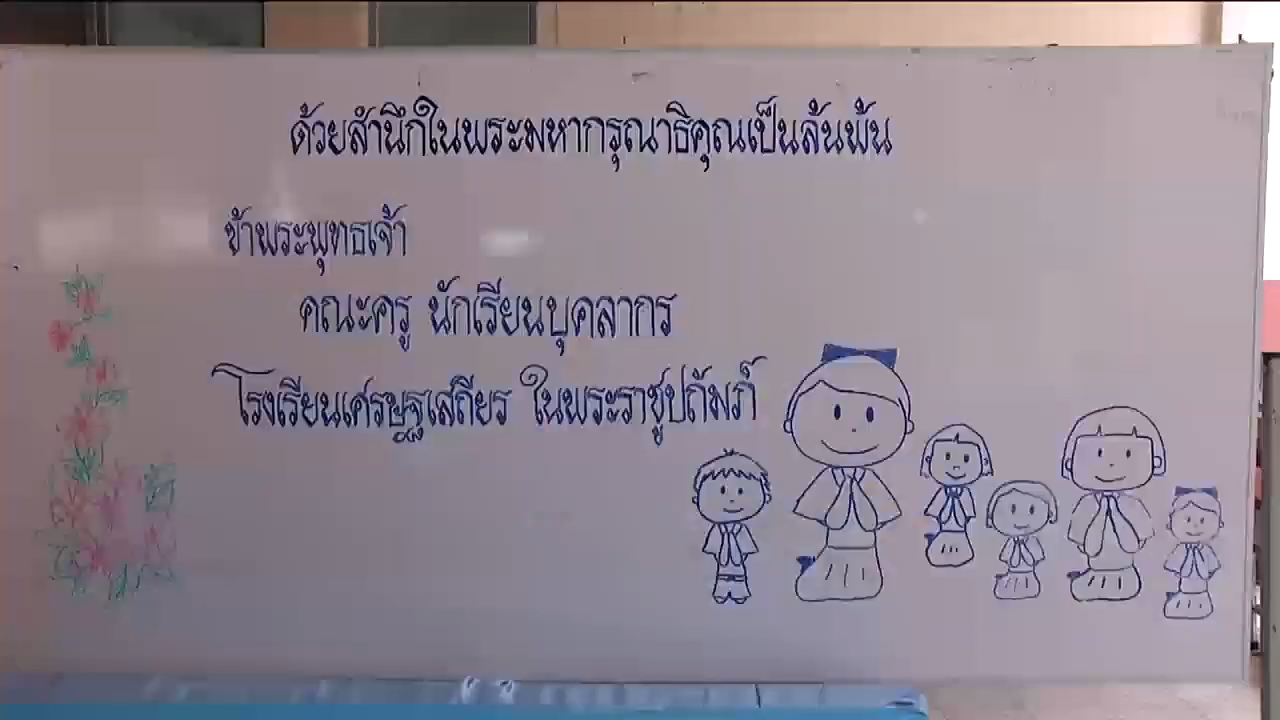 ด้วยสำนึกในพระมหากรุณาธิคุณเป็นล้นพ้น
ข้าพระพุทธเจ้า
คณะครู นักเรียนบุคลากร
โรงเรียนเศรษฐเสถียร ในพระราชูปถัมภ์